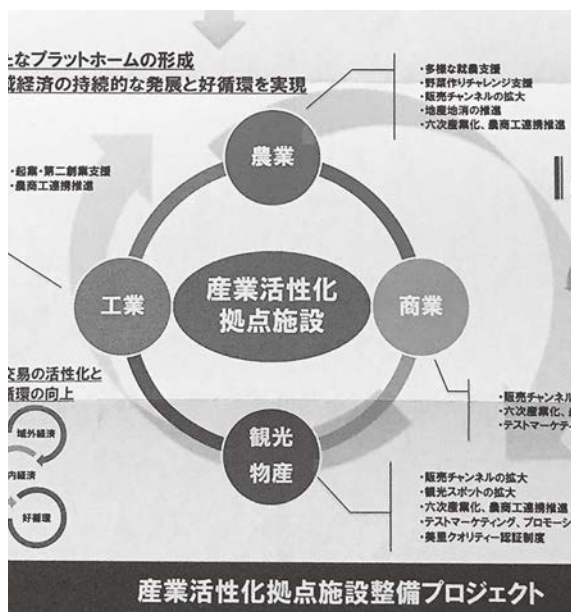 たなプラットホームの形成
域経済の持続的な発展と好循環を実現
・多様な就農支援
・野菜作りチャレンジ支援
・販売チャンネルの拡大
・地産地消の推進
・六次産業化、農商工連携推進
農業
・起業・第二創業支援
・農商工連携推進
工業
産業活性化
拠点施設
商業
交易の活性化と
循環の向上
域外経済
内経済
好循環
・販売チャンネ
・六次産業化、
・テストマーケテ
観光
物産
・販売チャンネルの拡大
・観光スポットの拡大
・六次産業化、農商工連携推進
・テストマーケティング、プロモーシ
・美里クオリティー認証制度
産業活性化拠点施設整備プロジェクト